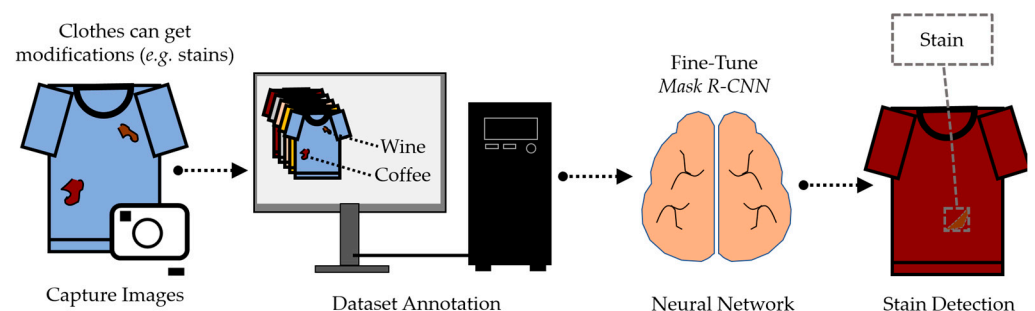 Clothes can get
modifications (e.g. stains)
Capture Images
Wine
Coffee
Dataset Annotation
Fine-Tune
Mask R-CNN
Neural Network
Stain
Stain Detection